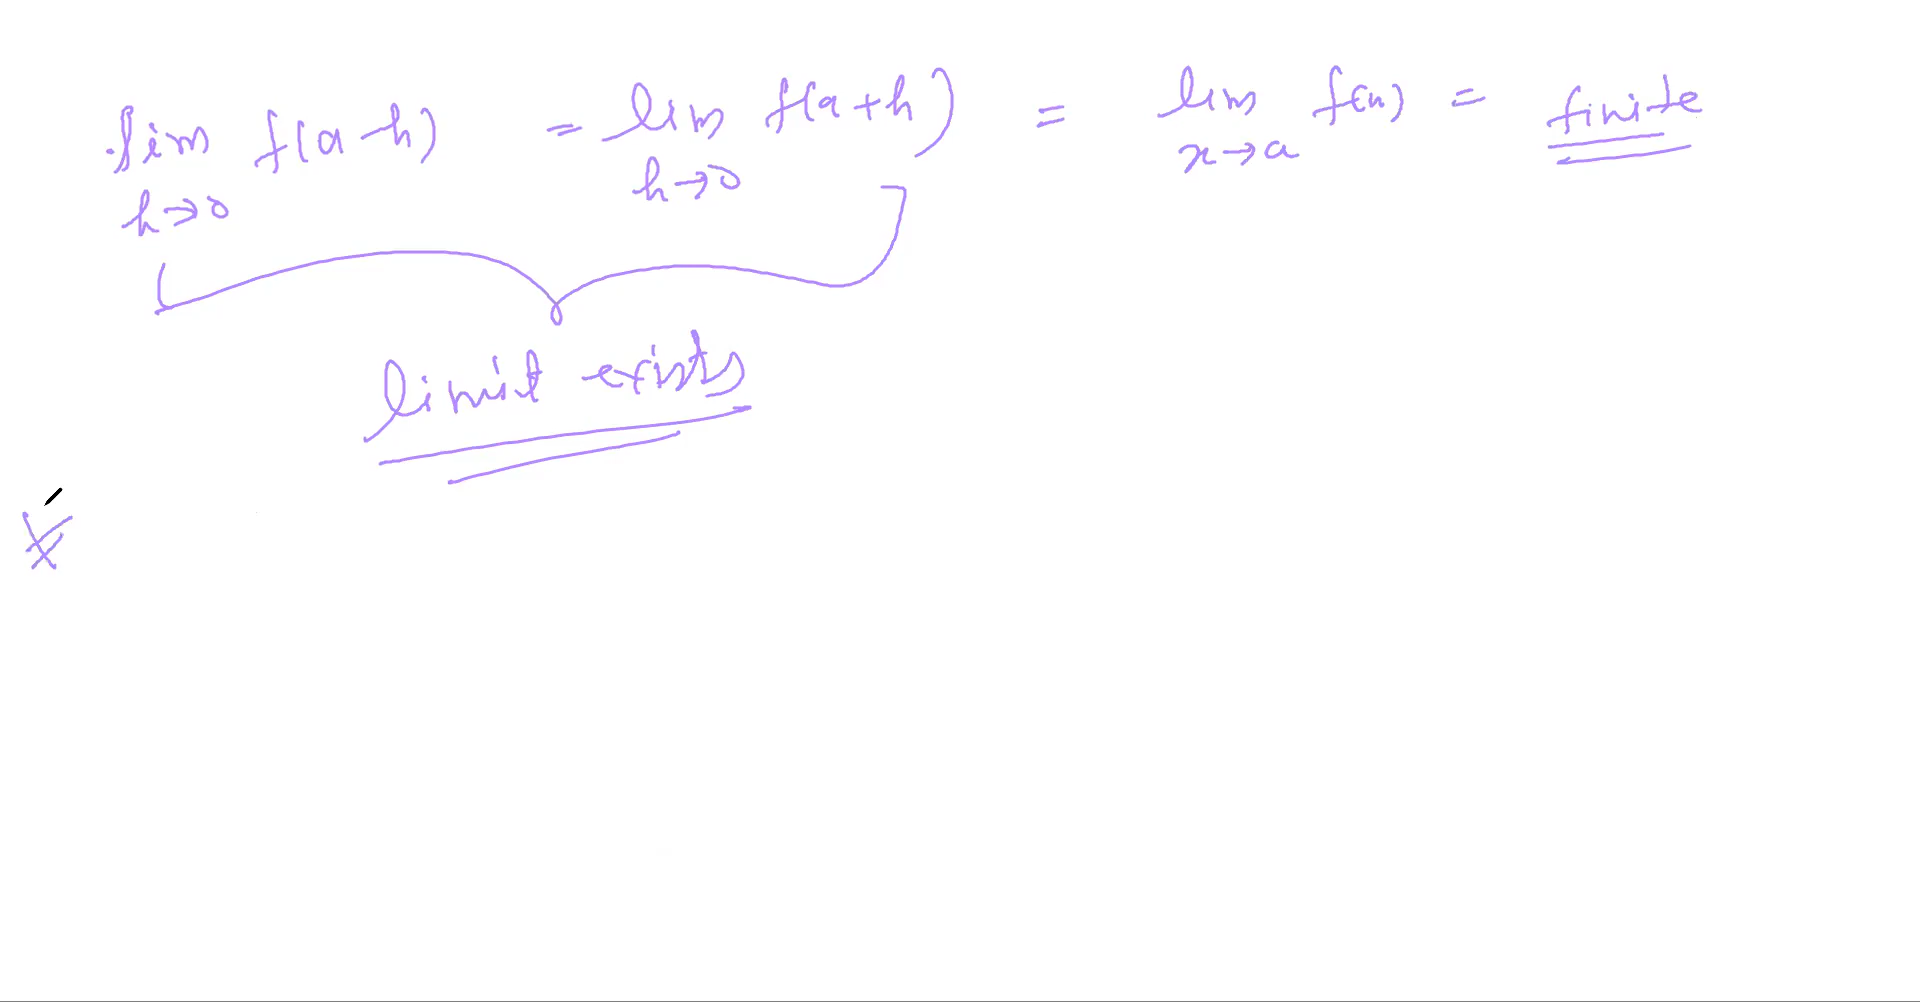 lim f(a-h) = lim f(a+h) = lim f(x) = finite
h→0 h→0 x→a
limit exists
*